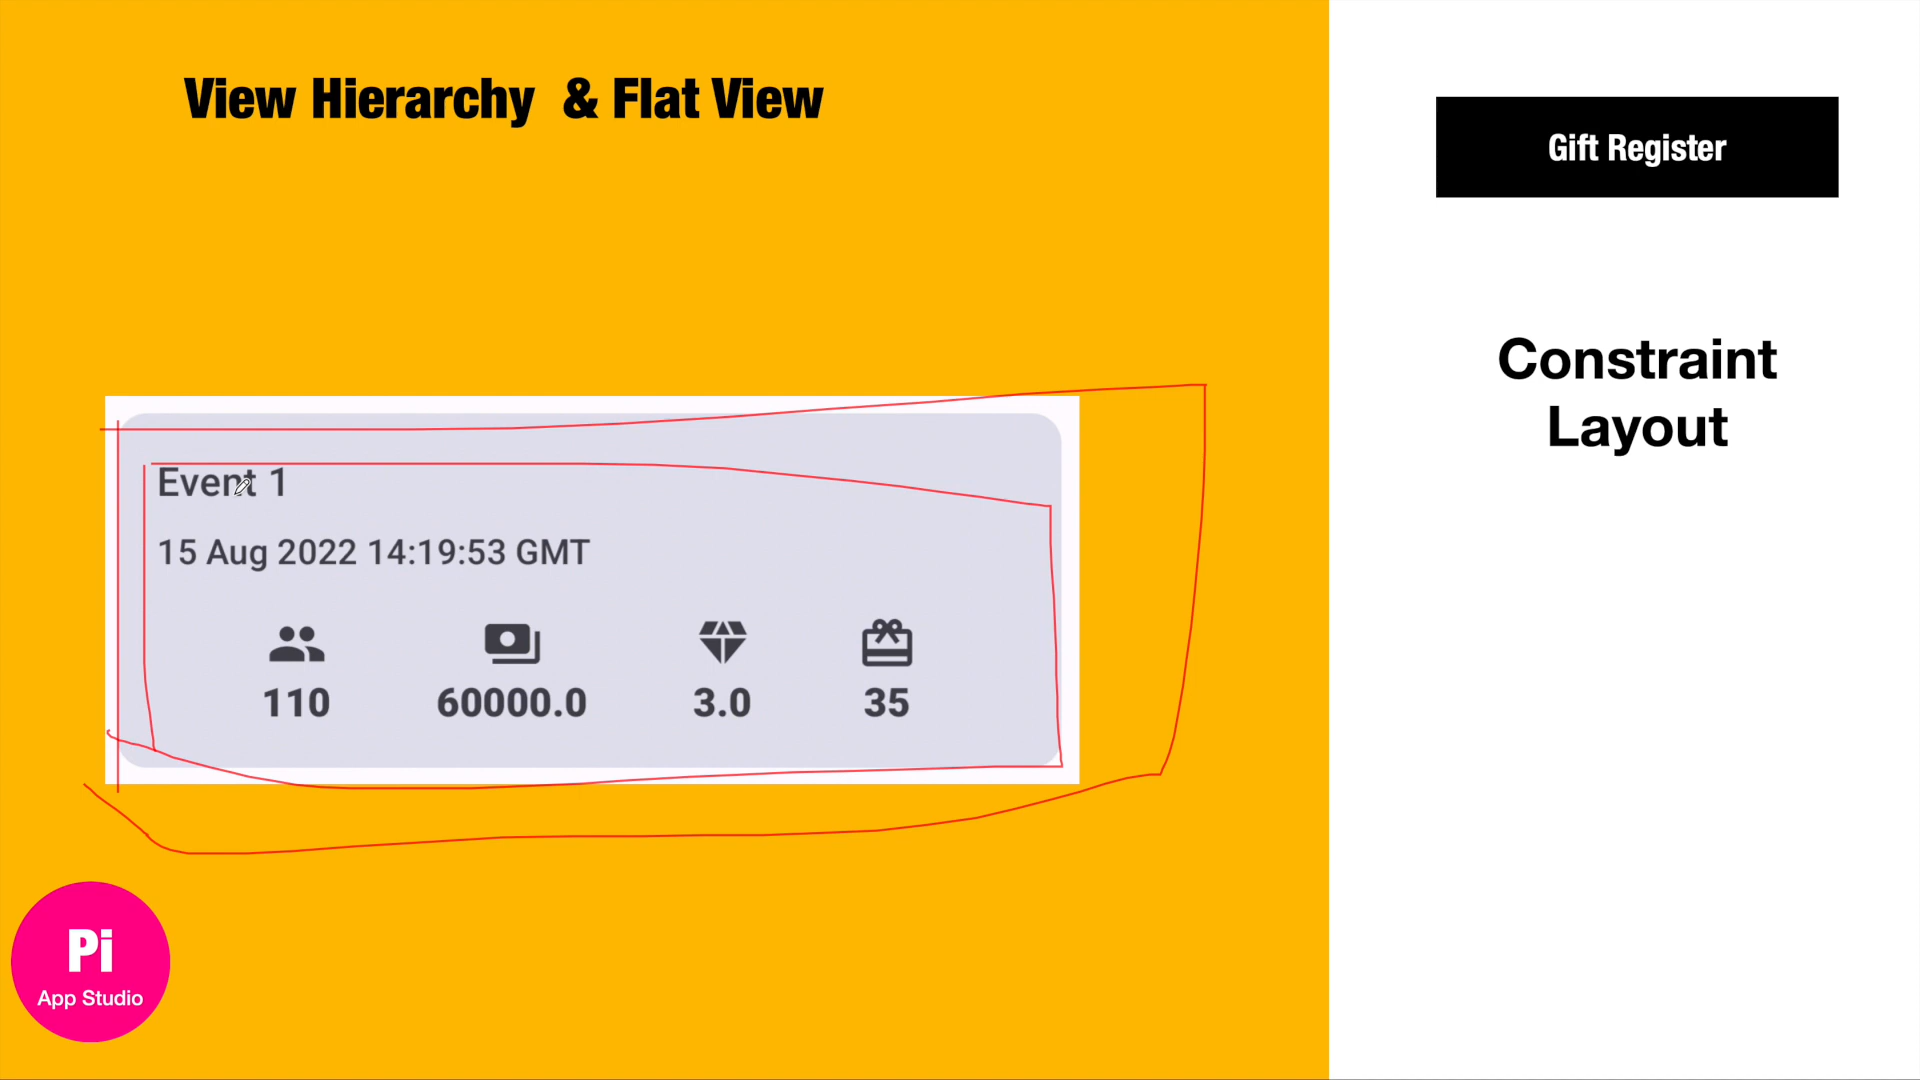 View Hierarchy & Flat View
Gift Register
Constraint
Layout
Event 1
15 Aug 2022 14:19:53 GMT
110 60000.0 3.0 35
Pi
App Studio